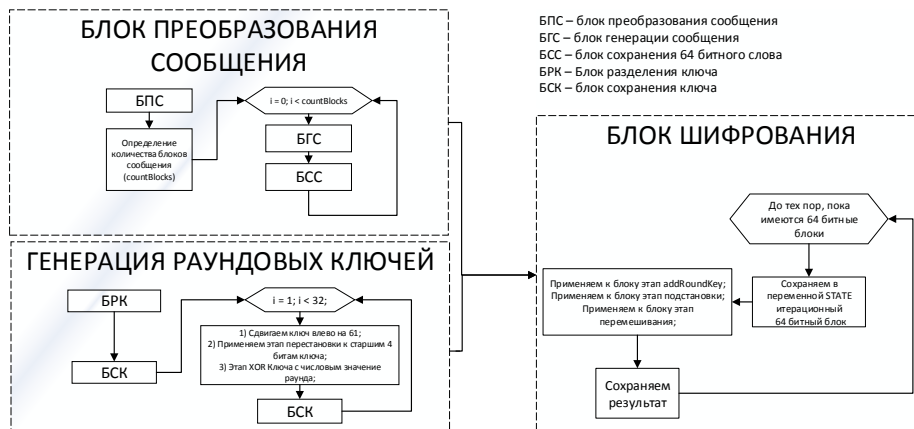 БЛОК ПРЕОБРАЗОВАНИЯ
СООБЩЕНИЯ
БПС
Определение
количества блоков
сообщения
(countBlocks)
i = 0; i < countBlocks
БГС
БСС
ГЕНЕРАЦИЯ РАУНДОВЫХ КЛЮЧЕЙ
БРК
БСК
i = 1; i < 32;
1) Сдвигаем ключ влево на 61;
2) Применяем этап перестановки к старшим 4
битам ключа;
3) Этап XOR Ключа с числовым значение
раунда;
БСК
БПС – блок преобразования сообщения
БГС – блок генерации сообщения
БСС – блок сохранения 64 битного слова
БРК – Блок разделения ключа
БСК – блок сохранения ключа
БЛОК ШИФРОВАНИЯ
До тех пор, пока
имеются 64 битные
блоки
Сохраняем в
переменной STATE
итерационный
64 битный блок
Применяем к блоку этап addRoundKey;
Применяем к блоку этап подстановки;
Применяем к блоку этап
перемешивания;
Сохраняем
результат